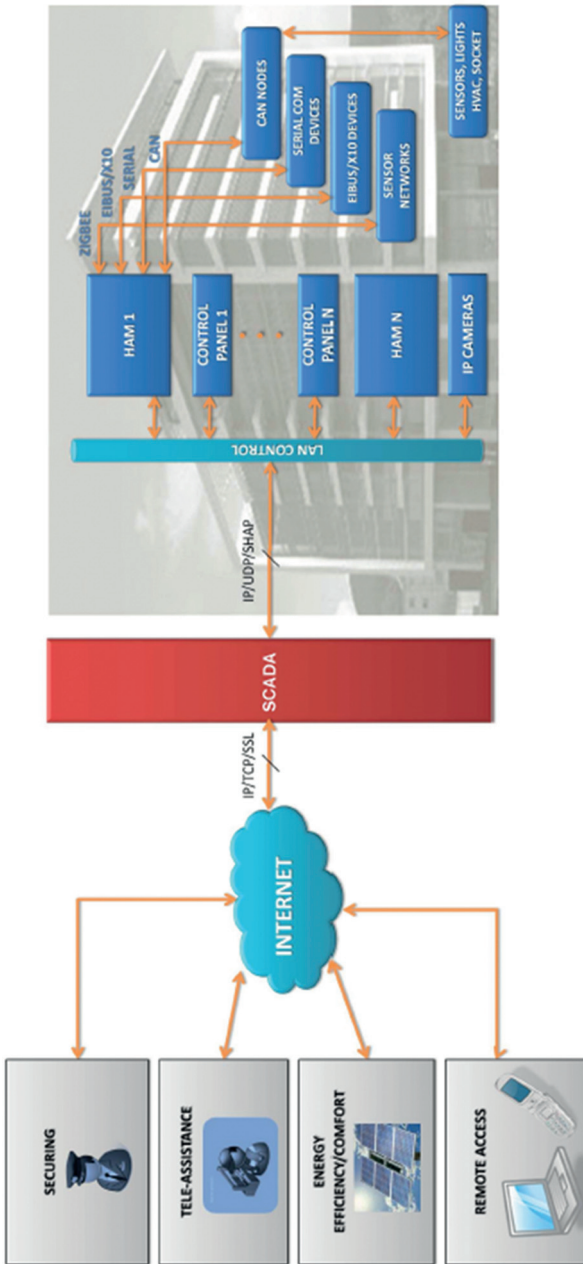 SECURING
TELE-ASSISTANCE
ENERGY
EFFICIENCY/COMFORT
REMOTE ACCESS
INTERNET
IP/TCP/SSL
SCADA
IP/UDP/SHAP
LAN CONTROL
HAM 1
CONTROL
PANEL 1
CONTROL
PANEL N
HAM N
IP CAMERAS
ZIGBEE
EIBUS/X10
SERIAL
CAN
CAN NODES
SERIAL COM
DEVICES
EIBUS/X10 DEVICES
SENSOR
NETWORKS
SENSORS, LIGHTS
HVAC, SOCKET